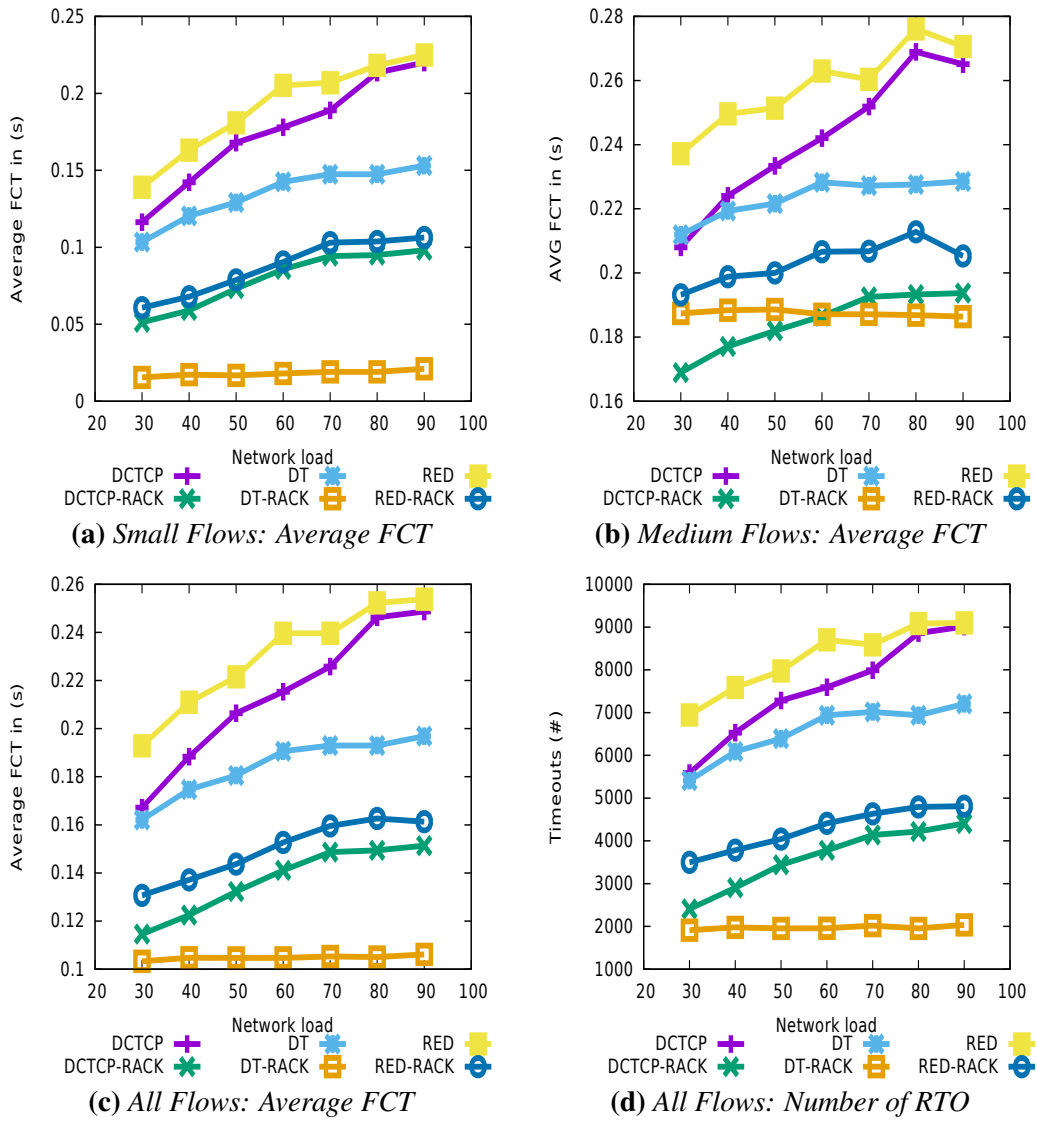 Average FCT in (s)
0.25
0.2
0.15
0.1
0.05
0
20 30 40 50 60 70 80 90 100
Network load
DCTCP DT RED
DCTCP-RACK DT-RACK RED-RACK
(a) Small Flows: Average FCT
AVG FCT in (s)
0.28
0.26
0.24
0.22
0.2
0.18
0.16
20 30 40 50 60 70 80 90 100
Network load
DCTCP DT RED
DCTCP-RACK DT-RACK RED-RACK
(b) Medium Flows: Average FCT
Average FCT in (s)
0.26
0.24
0.22
0.2
0.18
0.16
0.14
0.12
0.1
20 30 40 50 60 70 80 90 100
Network load
DCTCP DT RED
DCTCP-RACK DT-RACK RED-RACK
(c) All Flows: Average FCT
Timeouts (#)
10000
9000
8000
7000
6000
5000
4000
3000
2000
1000
20 30 40 50 60 70 80 90 100
Network load
DCTCP DT RED
DCTCP-RACK DT-RACK RED-RACK
(d) All Flows: Number of RTO